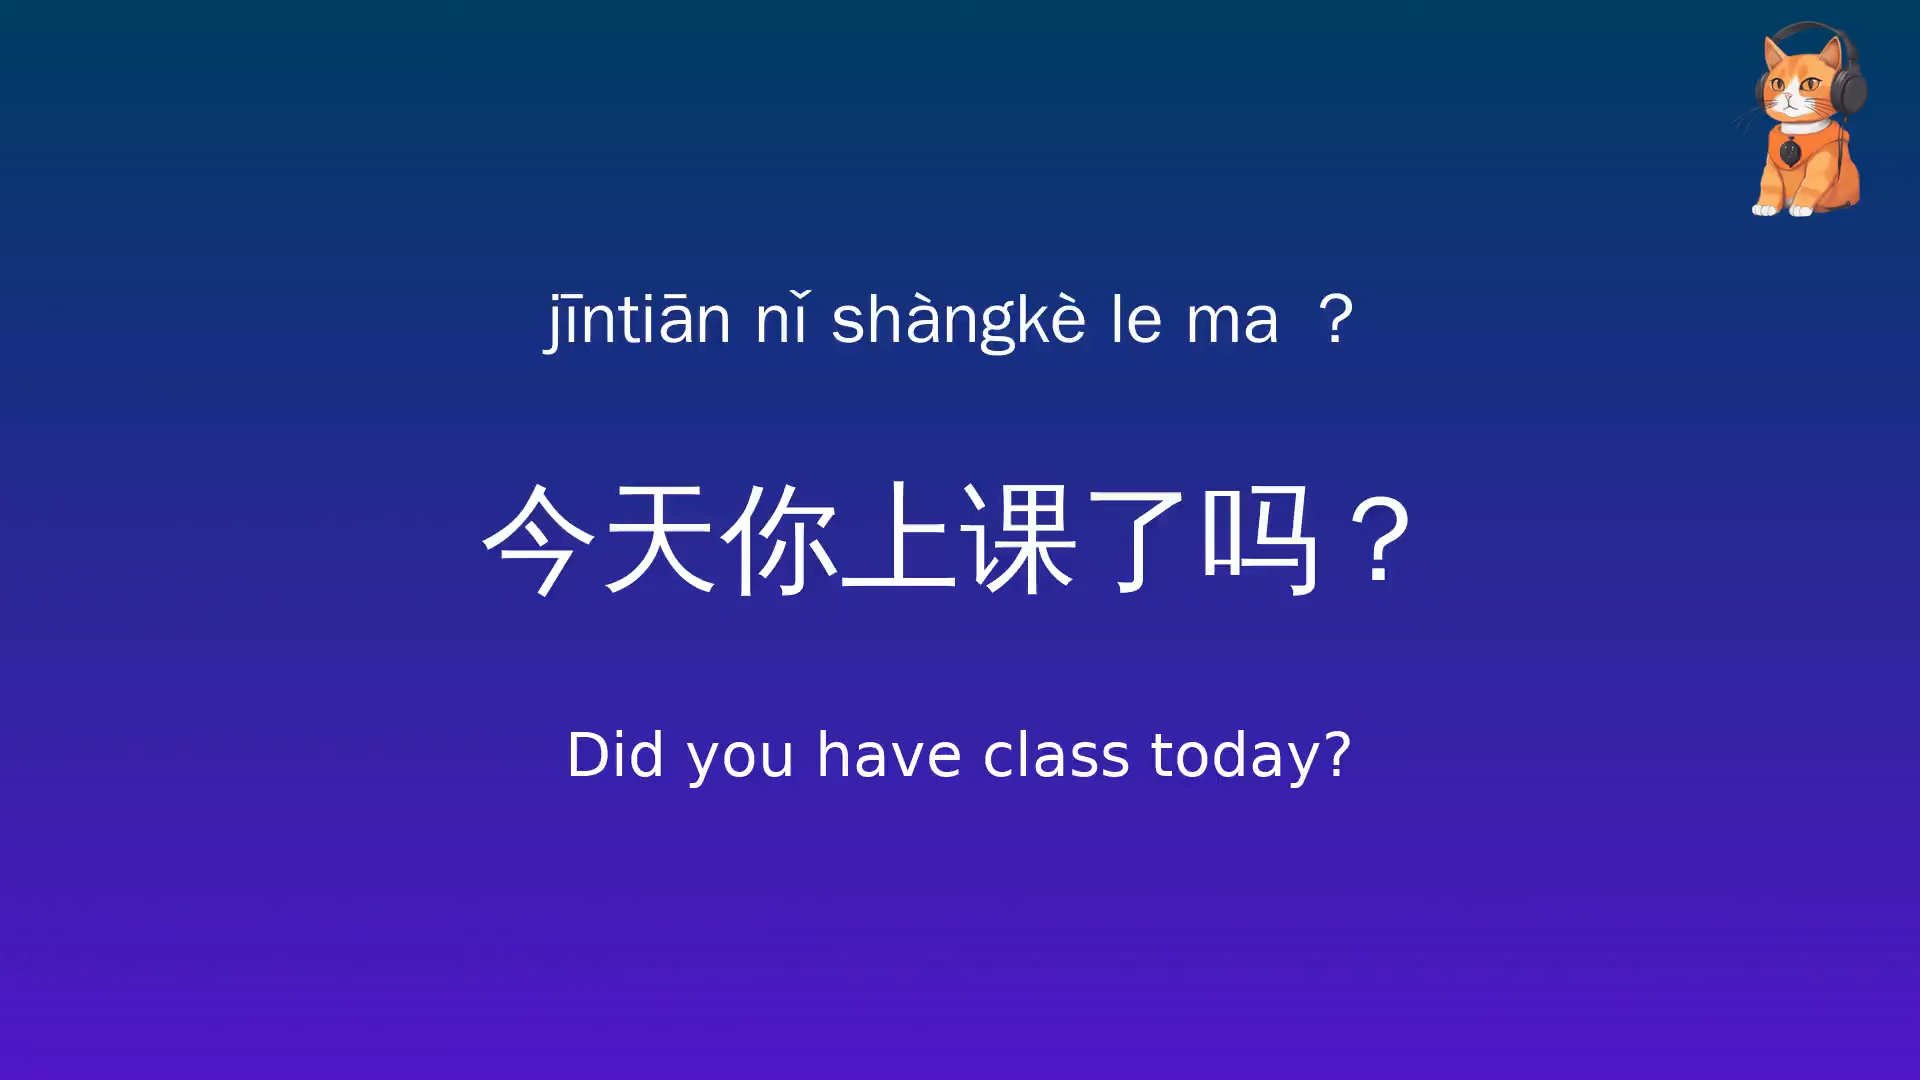 jīntiān nǐ shàngkè le ma ？
今天你上课了吗？
Did you have class today?